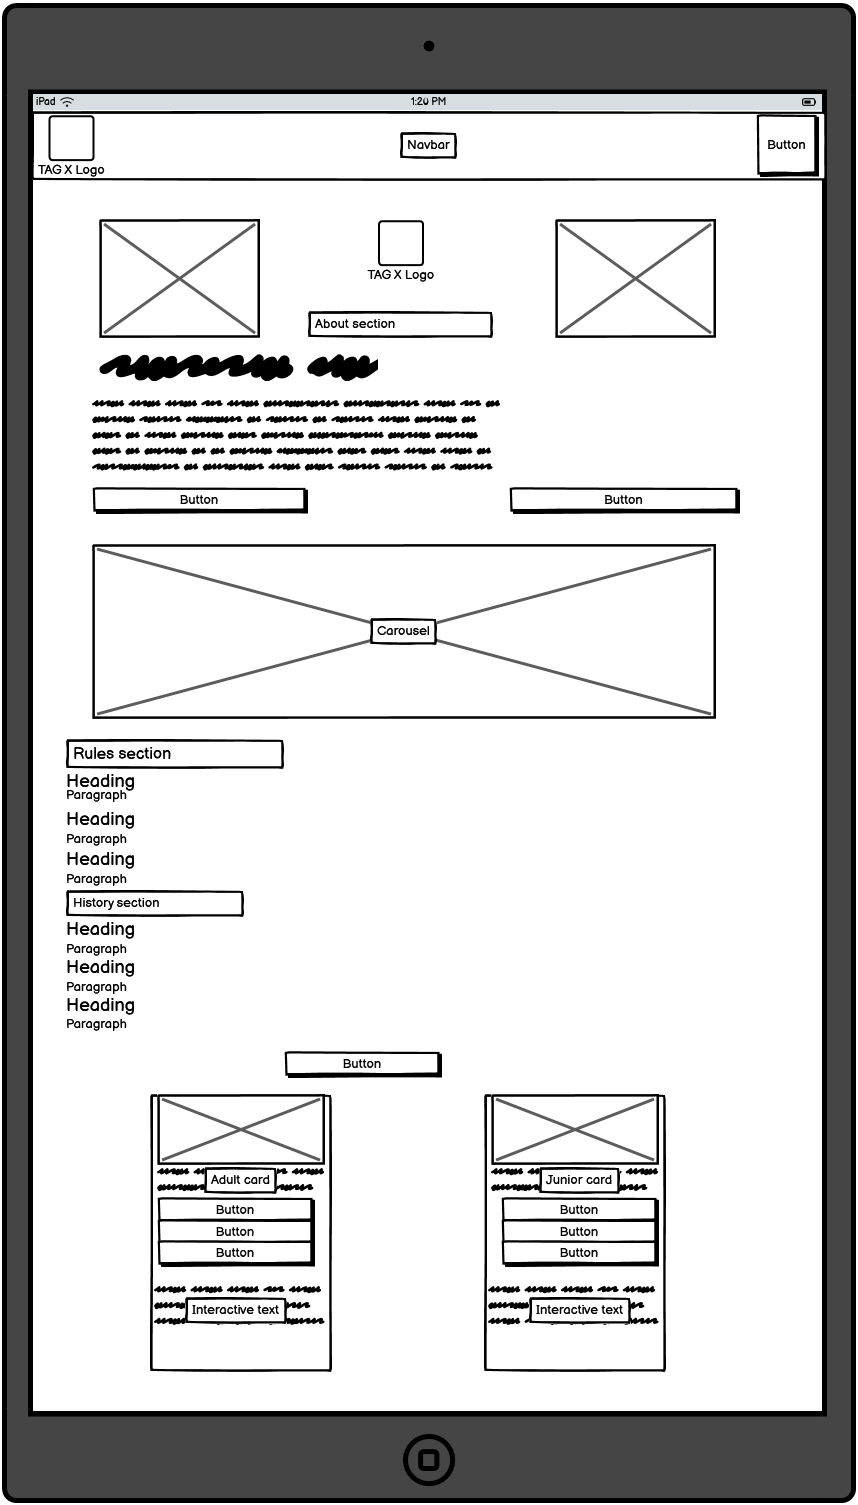 iPad 1:20 PM
TAG X Logo
Navbar
Button
TAG X Logo
About section
Button Button
Carousel
Rules section
Heading
Paragraph
Heading
Paragraph
Heading
Paragraph
History section
Heading
Paragraph
Heading
Paragraph
Heading
Paragraph
Button
Adult card
Button
Button
Button
Interactive text
Junior card
Button
Button
Button
Interactive text